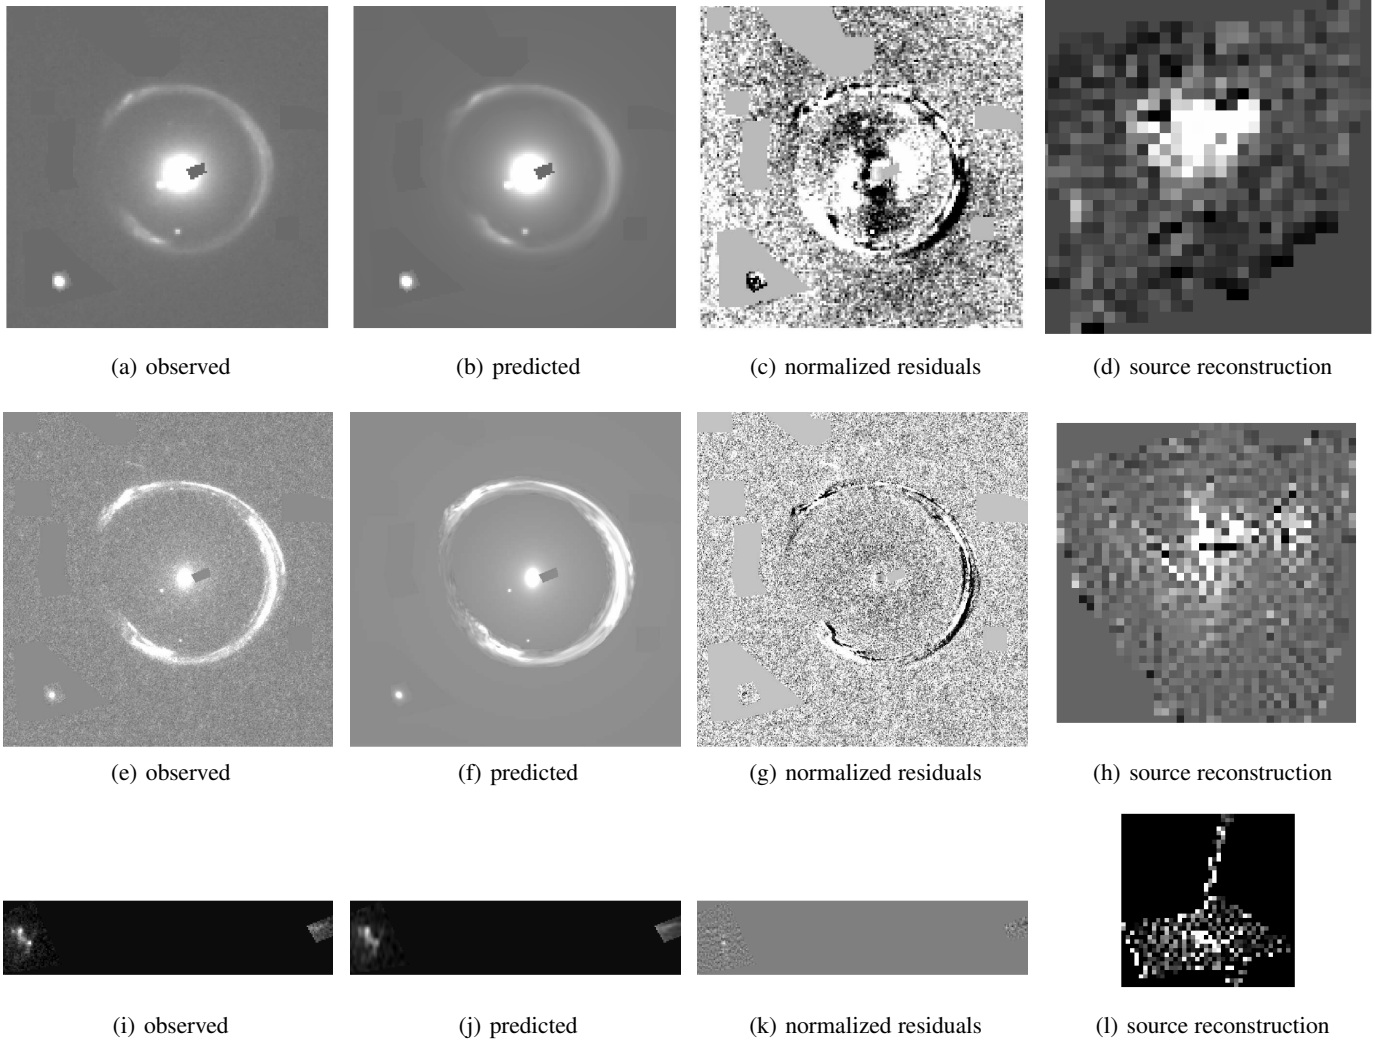 (a) observed
(b) predicted
(c) normalized residuals
(d) source reconstruction
(e) observed
(f) predicted
(g) normalized residuals
(h) source reconstruction
(i) observed
(j) predicted
(k) normalized residuals
(l) source reconstruction